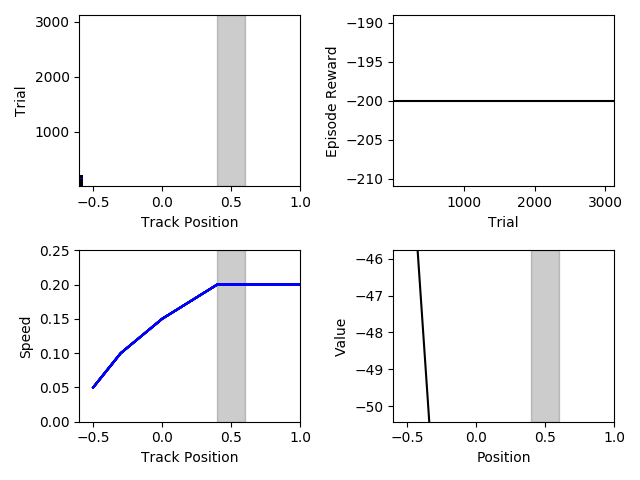 3000
2000
1000
Trial
−0.5 0.0 0.5 1.0
Track Position
−190
−195
−200
−205
−210
Episode Reward
1000 2000 3000
Trial
0.25
0.20
0.15
0.10
0.05
0.00
Speed
−0.5 0.0 0.5 1.0
Track Position
−46
−47
−48
−49
−50
Value
−0.5 0.0 0.5 1.0
Position